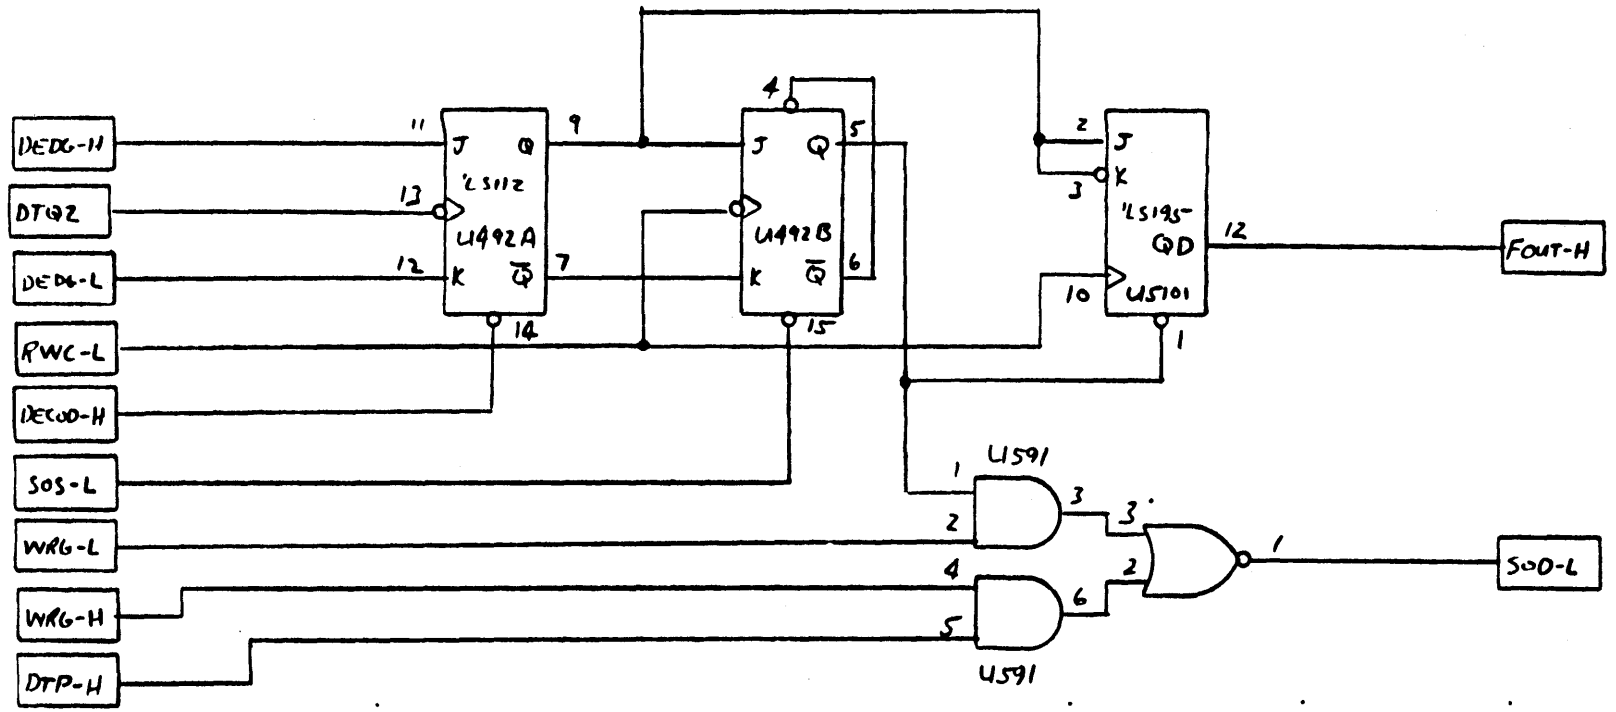 4
DEDG-H
11
J
Q
9
J
Q
5
2
J
'LS112
3
K
DTQ2
13
'LS195
U492A
U492B
QD
12
FOUT-H
DEDG-L
12
K
Q̅
7
K
Q̅
6
10
U5101
14
15
1
RWC-L
DECOD-H
SOS-L
1
U591
3
3
WRG-L
2
1
SOD-L
4
2
WRG-H
6
5
DTP-H
U591